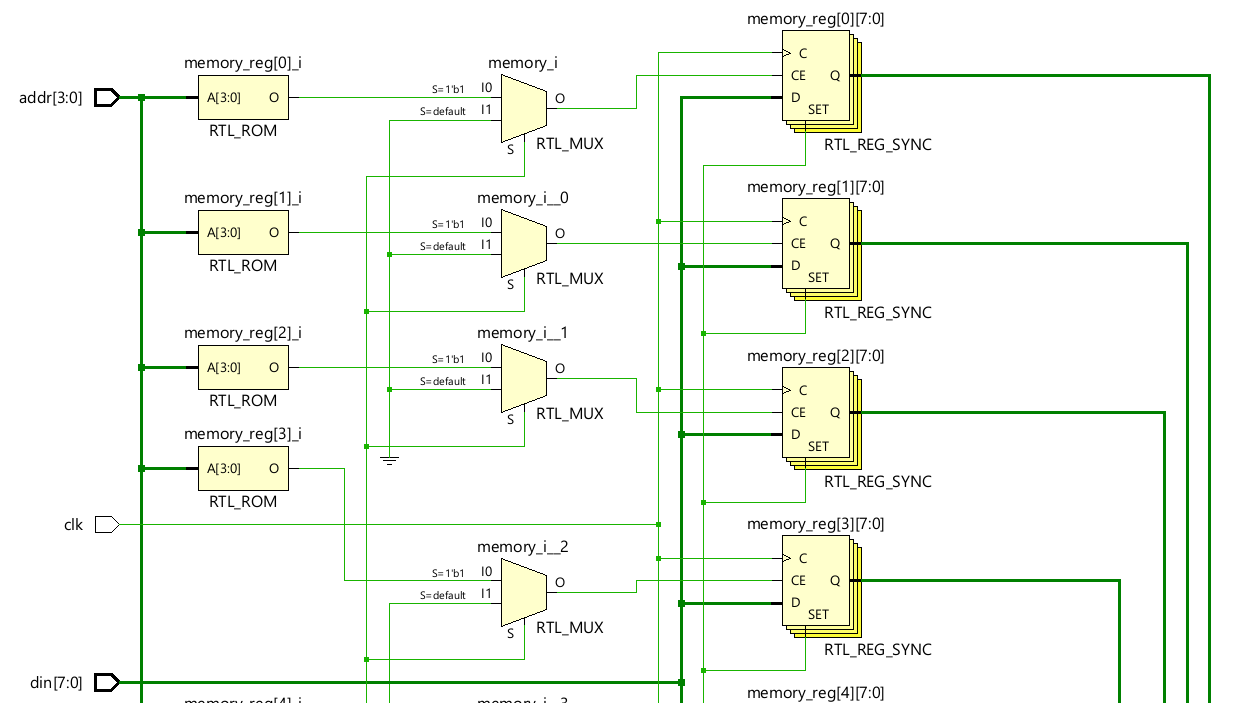 memory_reg[0][7:0]
C
CE
Q
D
SET
RTL_REG_SYNC
memory_reg[0]_i
A[3:0]
O
RTL_ROM
addr[3:0]
memory_i
S=1'b1
I0
S=default
I1
O
S
RTL_MUX
memory_reg[1][7:0]
C
CE
Q
D
SET
RTL_REG_SYNC
memory_reg[1]_i
A[3:0]
O
RTL_ROM
memory_i__0
S=1'b1
I0
S=default
I1
O
S
RTL_MUX
memory_reg[2]_i
A[3:0]
O
RTL_ROM
memory_i__1
S=1'b1
I0
S=default
I1
O
S
RTL_MUX
memory_reg[2][7:0]
C
CE
Q
D
SET
RTL_REG_SYNC
memory_reg[3]_i
A[3:0]
O
RTL_ROM
clk
memory_i__2
S=1'b1
I0
S=default
I1
O
S
RTL_MUX
memory_reg[3][7:0]
C
CE
Q
D
SET
RTL_REG_SYNC
din[7:0]
memory_reg[4]_i
memory_i__3
memory_reg[4][7:0]